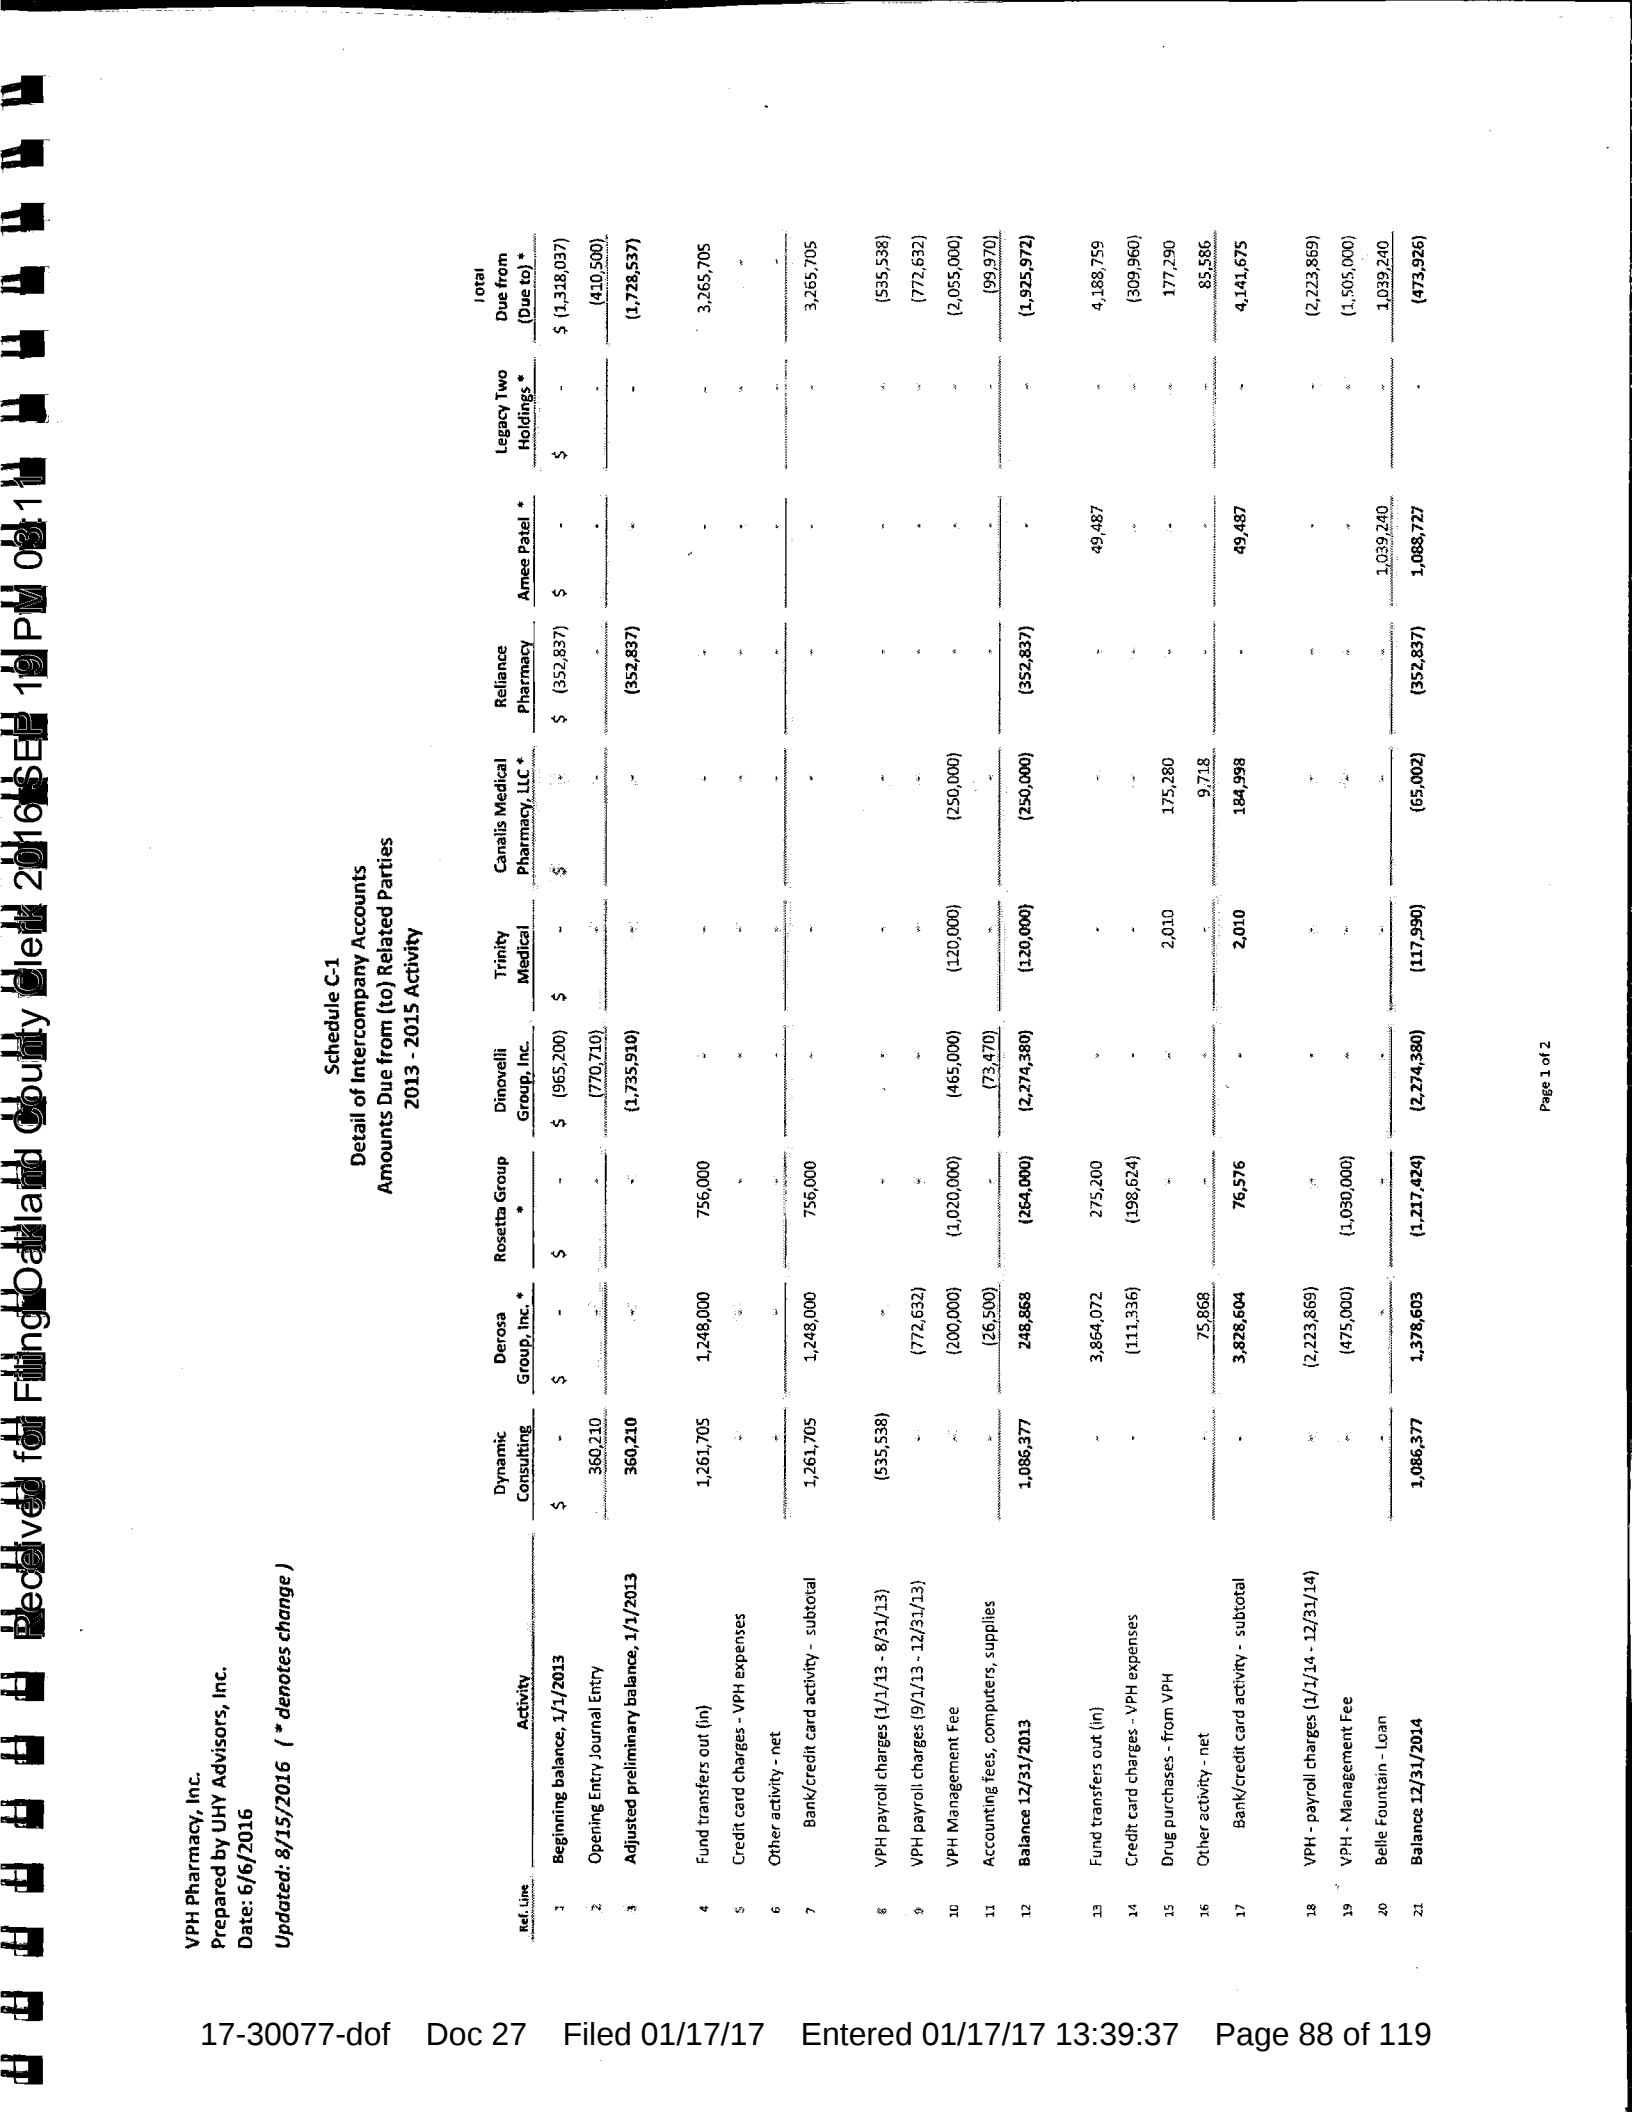 Received for Filing Oakland County Clerk 2016 SEP 19 PM 03:11
VPH Pharmacy, Inc.
Prepared by UHY Advisors, Inc.
Date: 6/6/2016
Updated: 8/15/2016 ( * denotes change )
Schedule C-1
Detail of Intercompany Accounts
Amounts Due from (to) Related Parties
2013 - 2015 Activity
Total
Dynamic Derosa Rosetta Group Dinovelli Trinity Canalis Medical Reliance Legacy Two Due from
Ref. Line Activity Consulting Group, Inc. * * Group, Inc. Medical Pharmacy, LLC * Pharmacy Amee Patel * Holdings * (Due to) *
1 Beginning balance, 1/1/2013 $ - $ - $ - $ (965,200) $ - $ - $ (352,837) $ - $ - $ (1,318,037)
2 Opening Entry Journal Entry 360,210 - - (770,710) - - - - - (410,500)
3 Adjusted preliminary balance, 1/1/2013 360,210 - - (1,735,910) - - (352,837) - - (1,728,537)
4 Fund transfers out (in) 1,261,705 1,248,000 756,000 - - - - - - 3,265,705
5 Credit card charges - VPH expenses - - - - - - - - - -
6 Other activity - net - - - - - - - - - -
7 Bank/credit card activity - subtotal 1,261,705 1,248,000 756,000 - - - - - - 3,265,705
8 VPH payroll charges (1/1/13 - 8/31/13) (535,538) - - - - - - - - (535,538)
9 VPH payroll charges (9/1/13 - 12/31/13) - (772,632) - - - - - - - (772,632)
10 VPH Management Fee - (200,000) (1,020,000) (465,000) (120,000) (250,000) - - - (2,055,000)
11 Accounting fees, computers, supplies - (26,500) - (73,470) - - - - - (99,970)
12 Balance 12/31/2013 1,086,377 248,868 (264,000) (2,274,380) (120,000) (250,000) (352,837) - - (1,925,972)
13 Fund transfers out (in) - 3,864,072 275,200 - - - - 49,487 - 4,188,759
14 Credit card charges - VPH expenses - (111,336) (198,624) - - - - - - (309,960)
15 Drug purchases - from VPH - - 2,010 175,280 - - - 177,290
16 Other activity - net - 75,868 - - - 9,718 - - - 85,586
17 Bank/credit card activity - subtotal - 3,828,604 76,576 - 2,010 184,998 - 49,487 - 4,141,675
18 VPH - payroll charges (1/1/14 - 12/31/14) - (2,223,869) - - - - - - - (2,223,869)
19 VPH - Management Fee - (475,000) (1,030,000) - - - - - - (1,505,000)
20 Belle Fountain - Loan - - - - - - - 1,039,240 - 1,039,240
21 Balance 12/31/2014 1,086,377 1,378,603 (1,217,424) (2,274,380) (117,990) (65,002) (352,837) 1,088,727 - (473,926)
Page 1 of 2
17-30077-dof Doc 27 Filed 01/17/17 Entered 01/17/17 13:39:37 Page 88 of 119